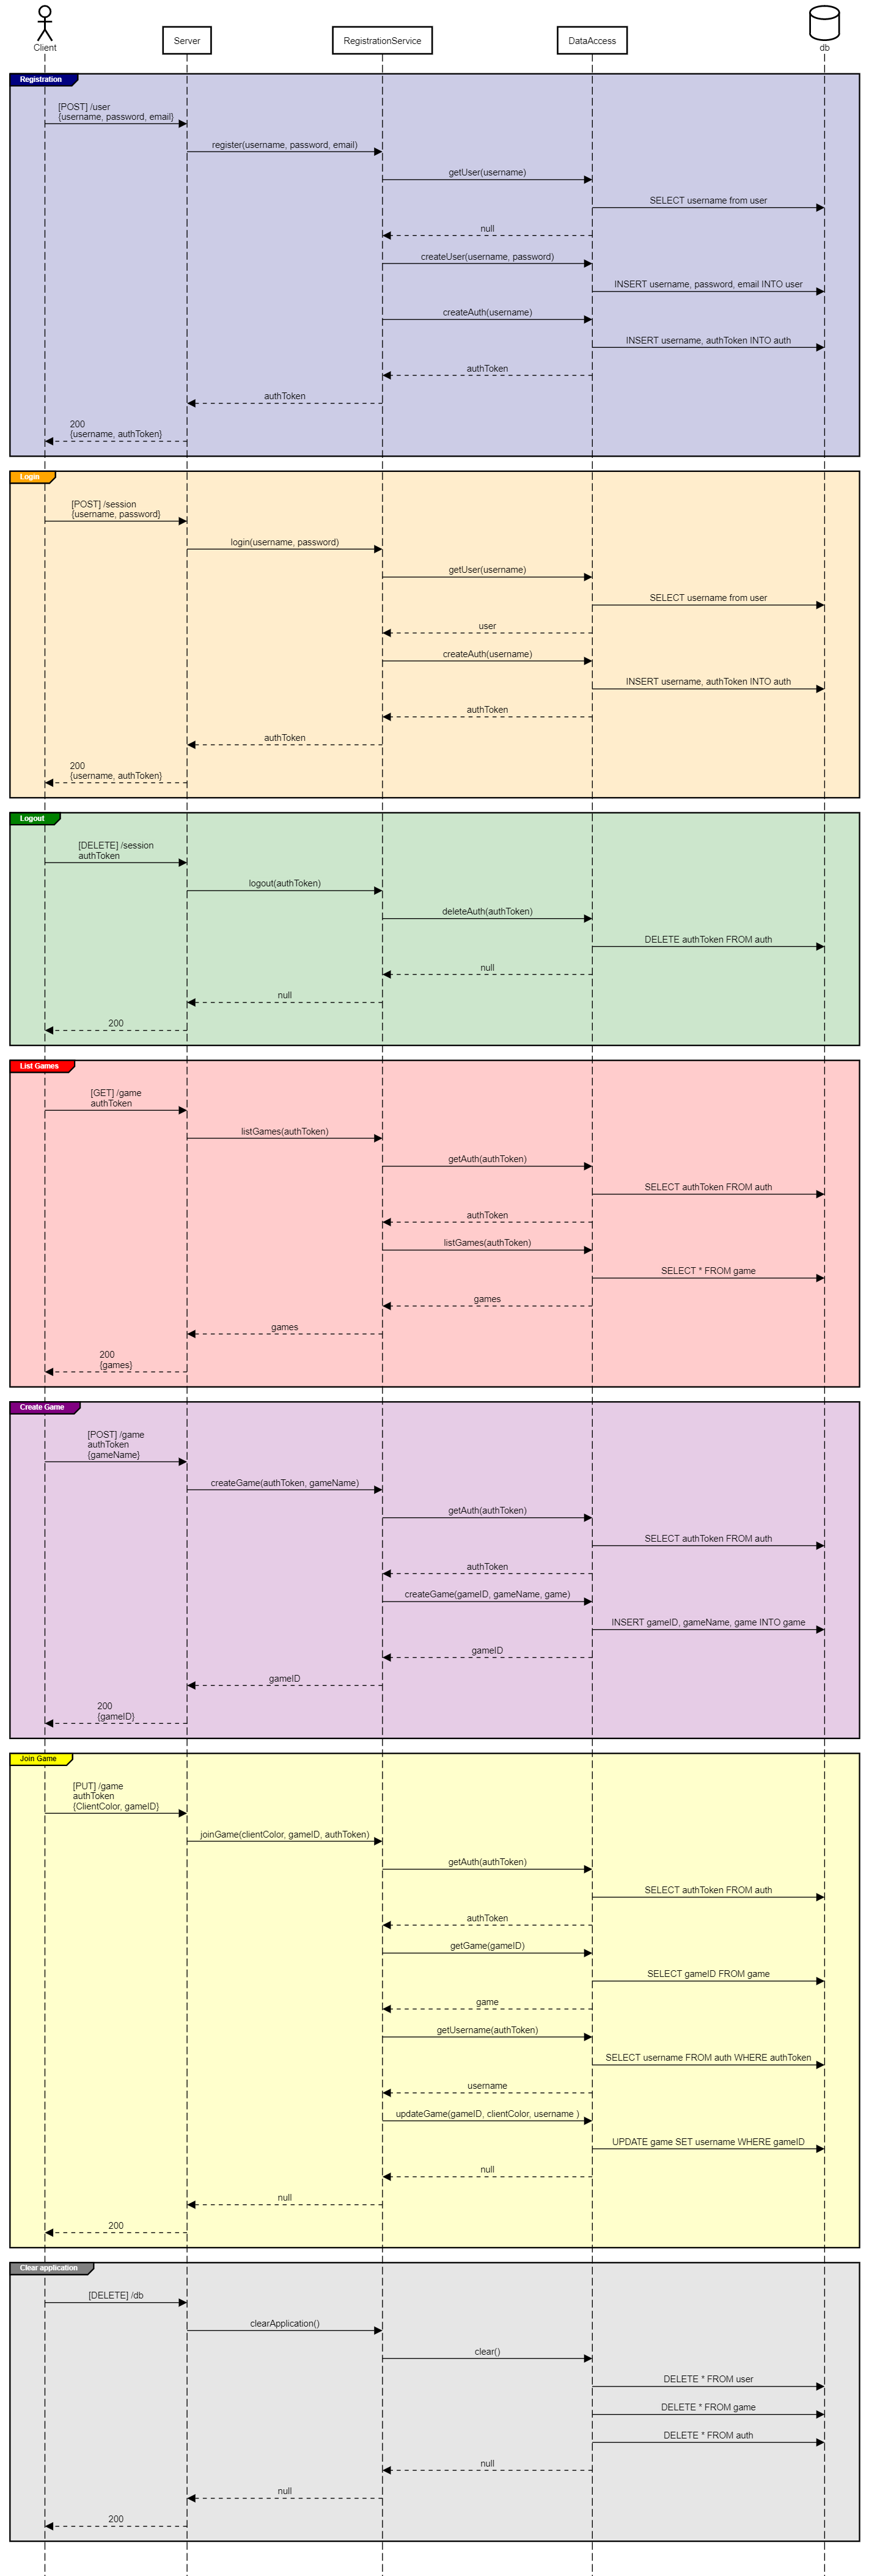 Client
Server
RegistrationService
DataAccess
db
Registration
[POST] /user
{username, password, email}
register(username, password, email)
getUser(username)
SELECT username from user
null
createUser(username, password)
INSERT username, password, email INTO user
createAuth(username)
INSERT username, authToken INTO auth
authToken
authToken
200
{username, authToken}
Login
[POST] /session
{username, password}
login(username, password)
getUser(username)
SELECT username from user
user
createAuth(username)
INSERT username, authToken INTO auth
authToken
authToken
200
{username, authToken}
Logout
[DELETE] /session
authToken
logout(authToken)
deleteAuth(authToken)
DELETE authToken FROM auth
null
null
200
List Games
[GET] /game
authToken
listGames(authToken)
getAuth(authToken)
SELECT authToken FROM auth
authToken
listGames(authToken)
SELECT * FROM game
games
games
200
{games}
Create Game
[POST] /game
authToken
{gameName}
createGame(authToken, gameName)
getAuth(authToken)
SELECT authToken FROM auth
authToken
createGame(gameID, gameName, game)
INSERT gameID, gameName, game INTO game
gameID
gameID
200
{gameID}
Join Game
[PUT] /game
authToken
{ClientColor, gameID}
joinGame(clientColor, gameID, authToken)
getAuth(authToken)
SELECT authToken FROM auth
authToken
getGame(gameID)
SELECT gameID FROM game
game
getUsername(authToken)
SELECT username FROM auth WHERE authToken
username
updateGame(gameID, clientColor, username )
UPDATE game SET username WHERE gameID
null
null
200
Clear application
[DELETE] /db
clearApplication()
clear()
DELETE * FROM user
DELETE * FROM game
DELETE * FROM auth
null
null
200